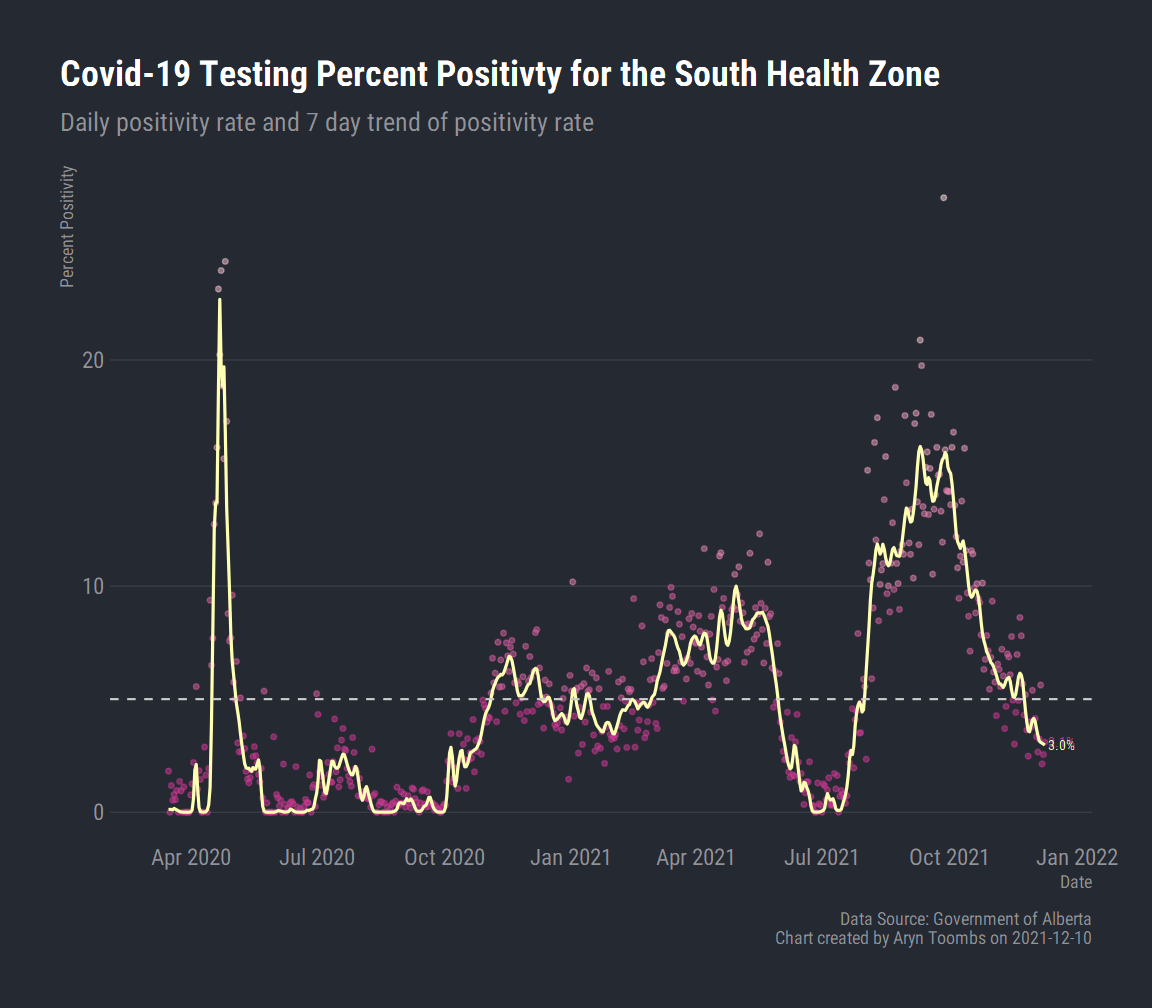 Covid-19 Testing Percent Positivty for the South Health Zone
Daily positivity rate and 7 day trend of positivity rate
Percent Positivity
20
10
0
3.0%
Apr 2020 Jul 2020 Oct 2020 Jan 2021 Apr 2021 Jul 2021 Oct 2021 Jan 2022
Date
Data Source: Government of Alberta
Chart created by Aryn Toombs on 2021-12-10